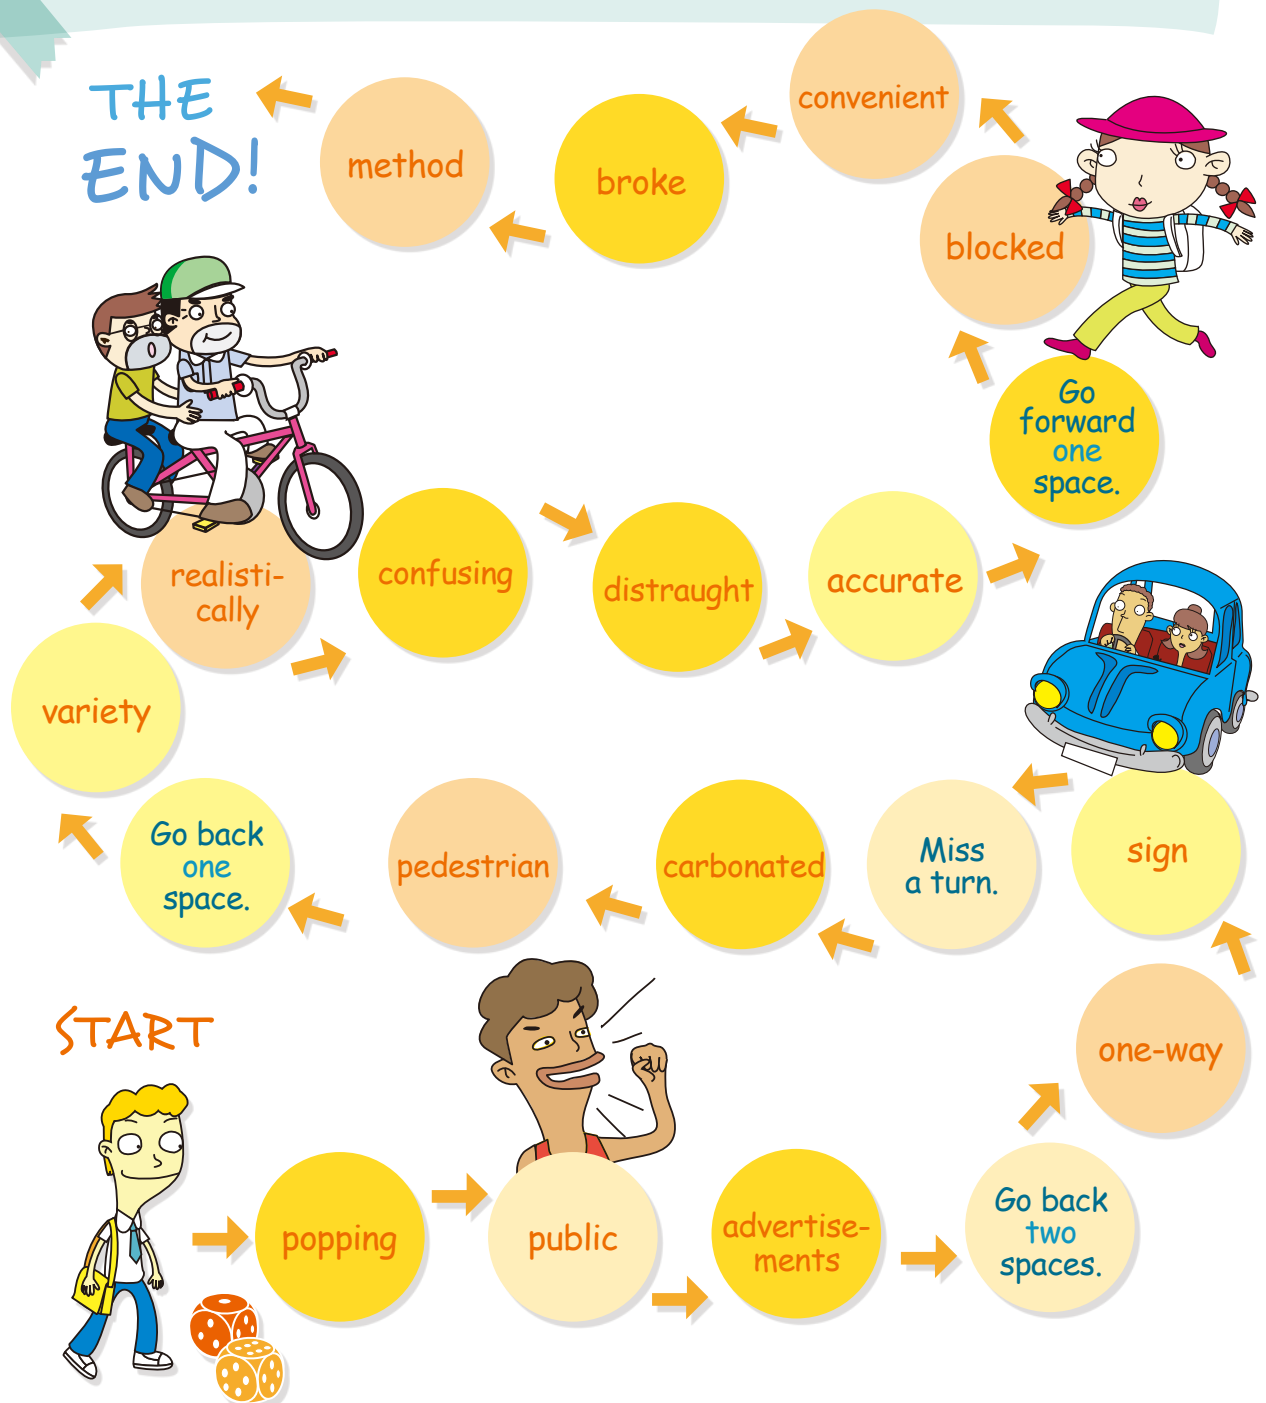 THE
END!
method
broke
convenient
blocked
Go
forward
one
space.
realisti-
cally
confusing
distraught
accurate
variety
Go back
one
space.
pedestrian
carbonated
Miss
a turn.
sign
one-way
START
popping
public
advertise-
ments
Go back
two
spaces.